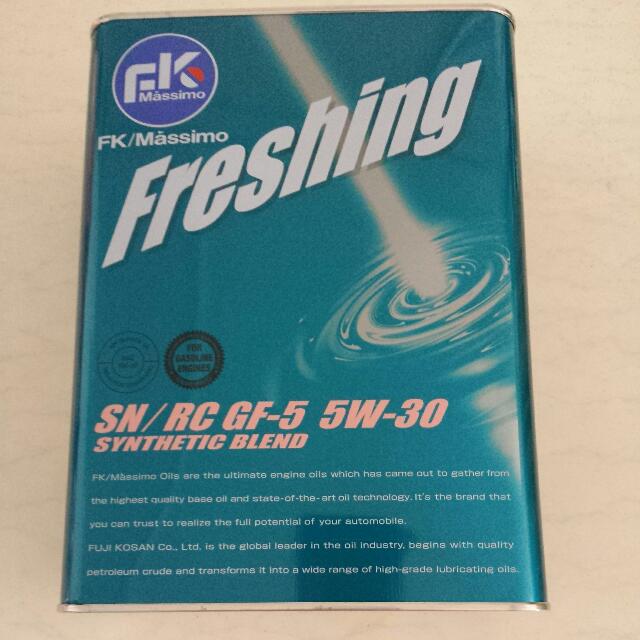 FK
Màssimo
FK/Màssimo
Freshing
FOR
GASOLINE
ENGINES
SN/RC GF-5 5W-30
SYNTHETIC BLEND
FK/Màssimo Oils are the ultimate engine oils which has came out to gather from
the highest quality base oil and state-of-the-art oil technology. It's the brand that
you can trust to realize the full potential of your automobile.
FUJI KOSAN Co., Ltd. is the global leader in the oil industry, begins with quality
petroleum crude and transforms it into a wide range of high-grade lubricating oils.